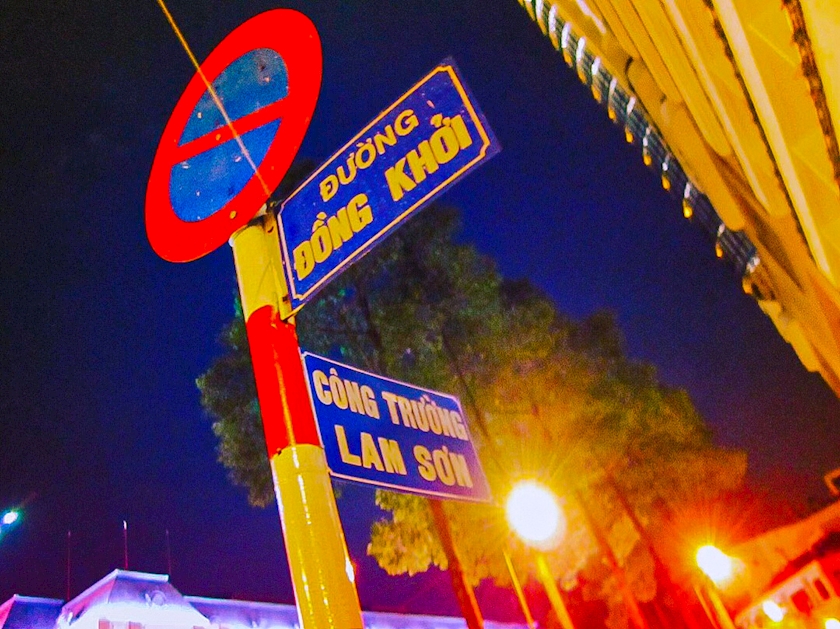 ĐƯỜNG
ĐỒNG KHỞI
CÔNG TRƯỜNG
LAM SƠN